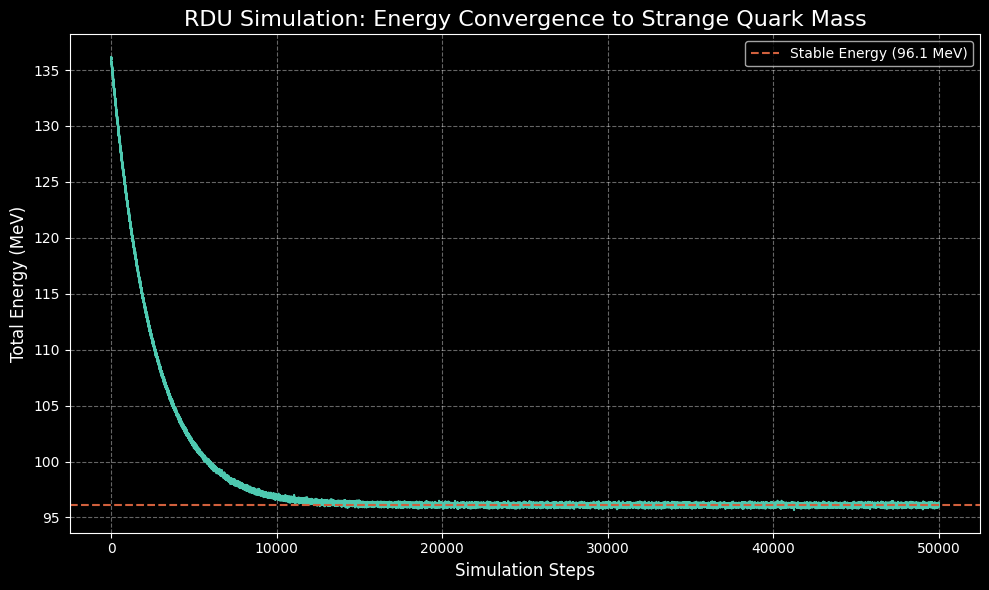 RDU Simulation: Energy Convergence to Strange Quark Mass
Stable Energy (96.1 MeV)
Total Energy (MeV)
135
130
125
120
115
110
105
100
95
0 10000 20000 30000 40000 50000
Simulation Steps